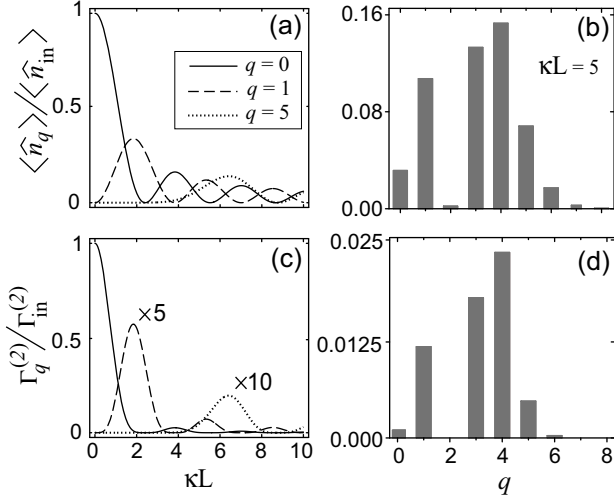 (a)
⟨n̂_q⟩/⟨n̂_in⟩
1
0.5
0
q = 0
q = 1
q = 5
(b)
κL = 5
0.16
0.08
0.00
(c)
Γ_q^(2)/Γ_in^(2)
1
0.5
0
×5
×10
0 2 4 6 8 10
κL
(d)
0.025
0.0125
0.000
0 2 4 6 8
q